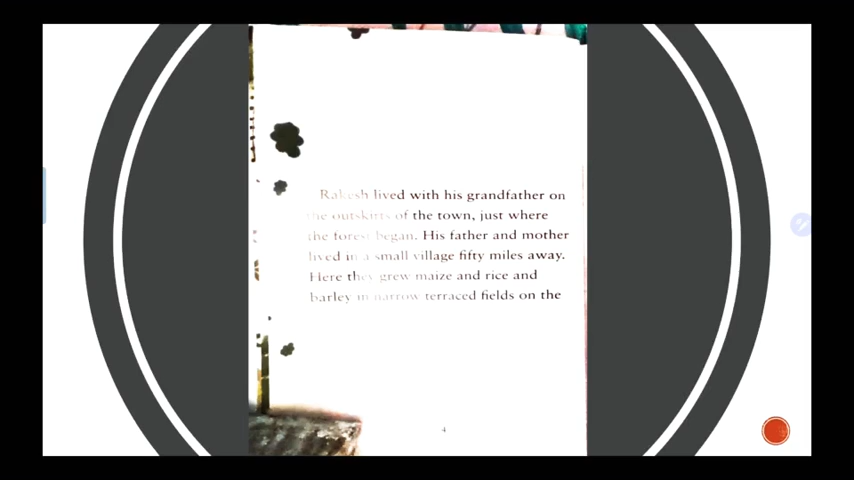 Rakesh lived with his grandfather on
the outskirts of the town, just where
the forest began. His father and mother
lived in a small village fifty miles away.
Here they grew maize and rice and
barley in narrow terraced fields on the
4